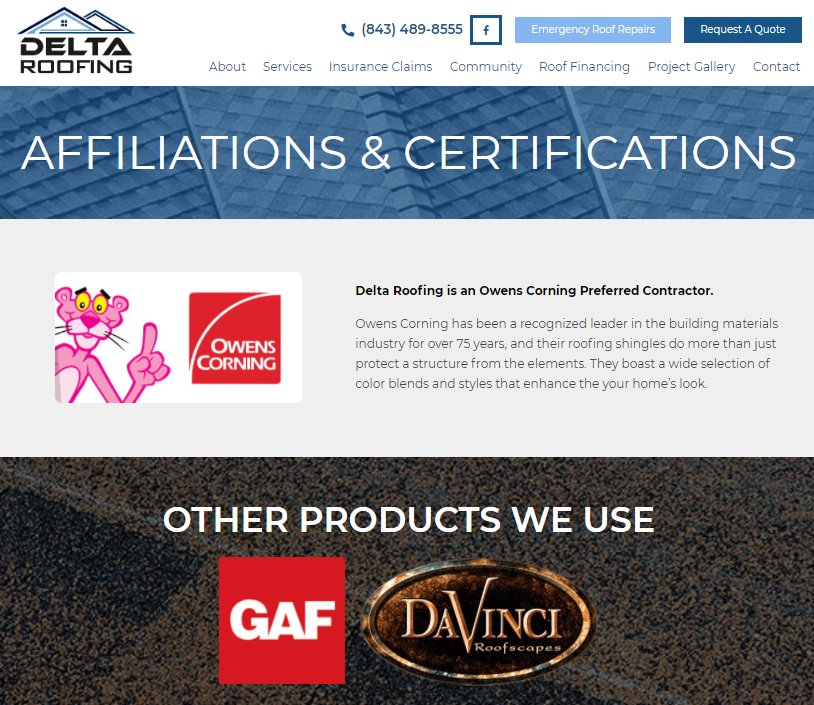 DELTA
ROOFING
(843) 489-8555
Emergency Roof Repairs
Request A Quote
About Services Insurance Claims Community Roof Financing Project Gallery Contact
AFFILIATIONS & CERTIFICATIONS
OWENS
CORNING
Delta Roofing is an Owens Corning Preferred Contractor.
Owens Corning has been a recognized leader in the building materials
industry for over 75 years, and their roofing shingles do more than just
protect a structure from the elements. They boast a wide selection of
color blends and styles that enhance the your home's look.
OTHER PRODUCTS WE USE
GAF
DAVINCI
Roofscapes